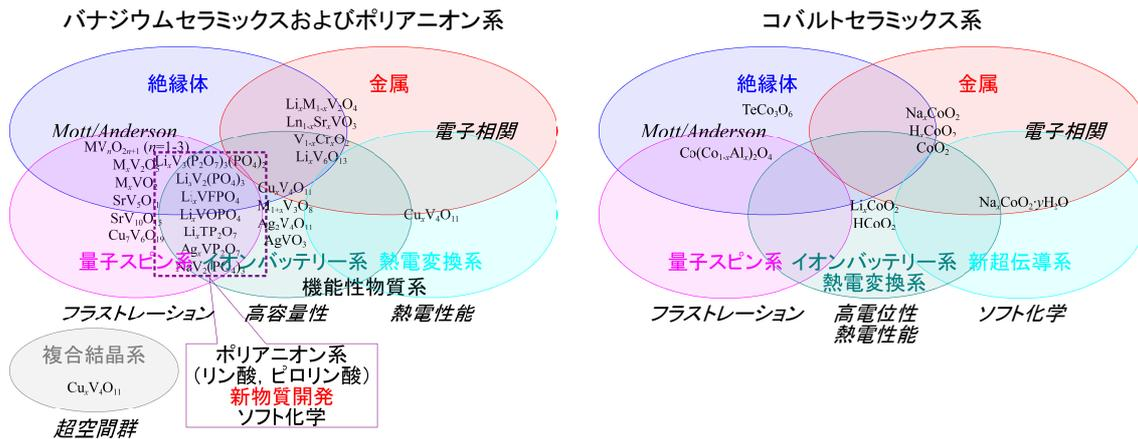 バナジウムセラミックスおよびポリアニオン系
絶縁体
金属
Mott/Anderson
電子相関
LiₓM₁₋ₓV₂O₄
Ln₁₋ₓSrₓVO₃
V₁₋ₓCrₓO₂
LiₓV₆O₁₃
MVₙO₂ₙ₊₁ (n=1-3)
MₓV₂O₅
MₓVO₂
SrV₅O₁₁
SrV₁₀O₁₅
Cu₇V₆O₁₉
LiₓV₃(P₂O₇)₃(PO₄)₂
LiₓV₂(PO₄)₃
LiₓVFPO₄
LiₓVOPO₄
LiₓTP₂O₇
AgₓVP₂O₇
CuₓV₄O₁₁
M₁₊ₓV₃O₈
Ag₂V₄O₁₁
AgVO₃
CuₓV₄O₁₁
量子スピン系
イオンバッテリー系
熱電変換系
機能性物質系
フラストレーション
高容量性
熱電性能
複合結晶系
CuₓV₄O₁₁
超空間群
ポリアニオン系
(リン酸, ピロリン酸)
新物質開発
ソフト化学
コバルトセラミックス系
絶縁体
金属
TeCo₃O₆
Mott/Anderson
電子相関
Co(Co₁₋ₓAlₓ)₂O₄
NaₓCoO₂
HₓCoO₂
CoO₂
LiₓCoO₂
HCoO₂
NaₓCoO₂·yH₂O
量子スピン系
イオンバッテリー系
熱電変換系
新超伝導系
フラストレーション
高電位性
熱電性能
ソフト化学